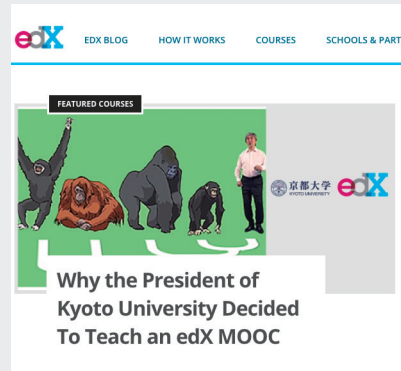 edX EDX BLOG HOW IT WORKS COURSES SCHOOLS & PART
FEATURED COURSES
京都大学 edX
KYOTO UNIVERSITY
Why the President of
Kyoto University Decided
To Teach an edX MOOC